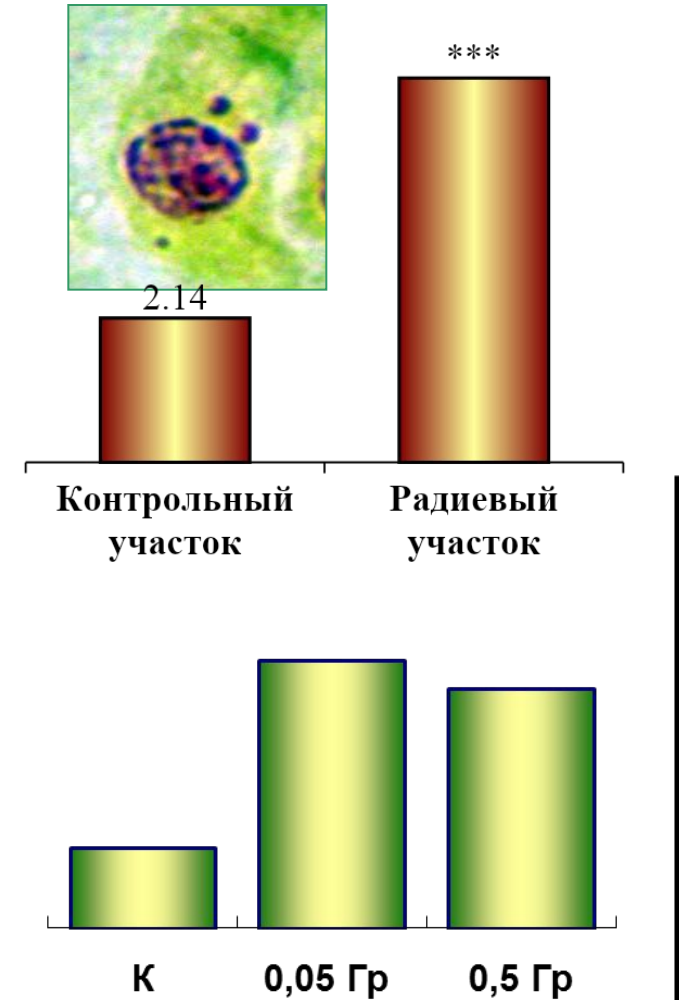 ***
2.14
Контрольный
участок
Радиевый
участок
К
0,05 Гр
0,5 Гр